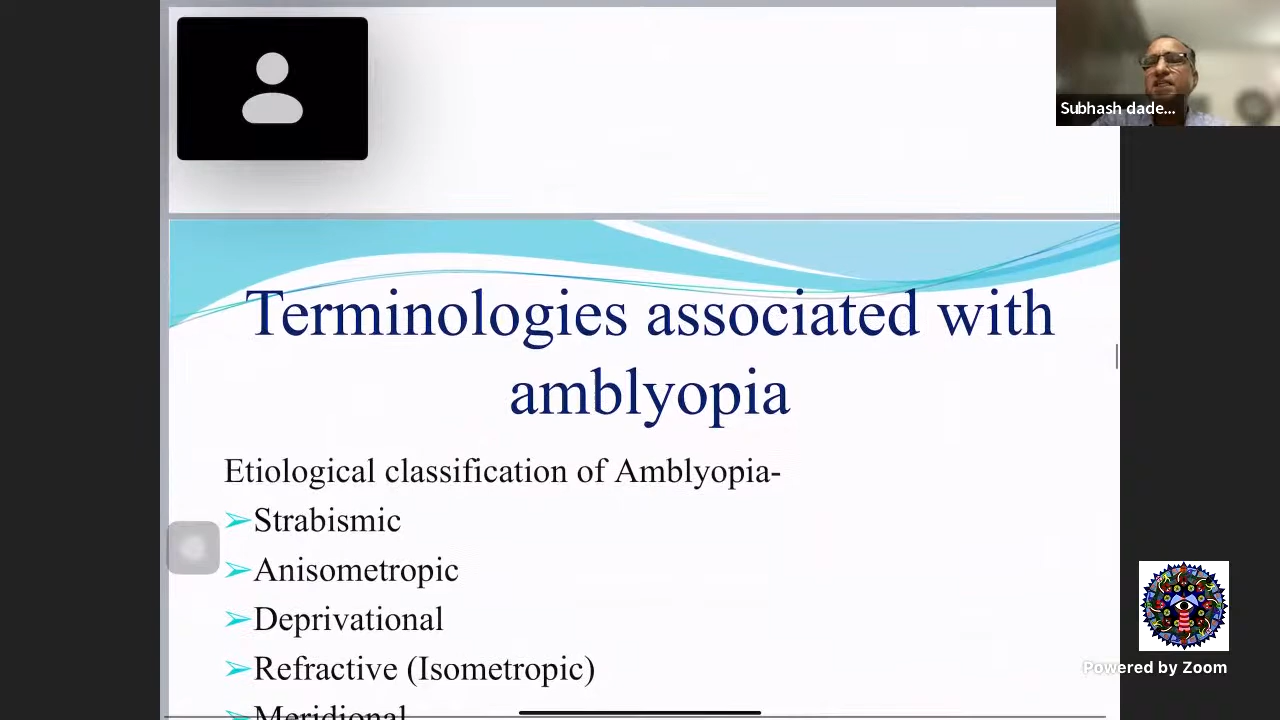 Subhash dade...
Terminologies associated with
amblyopia
Etiological classification of Amblyopia-
➢Strabismic
➢Anisometropic
➢Deprivational
➢Refractive (Isometropic)
➢Meridional
Powered by Zoom